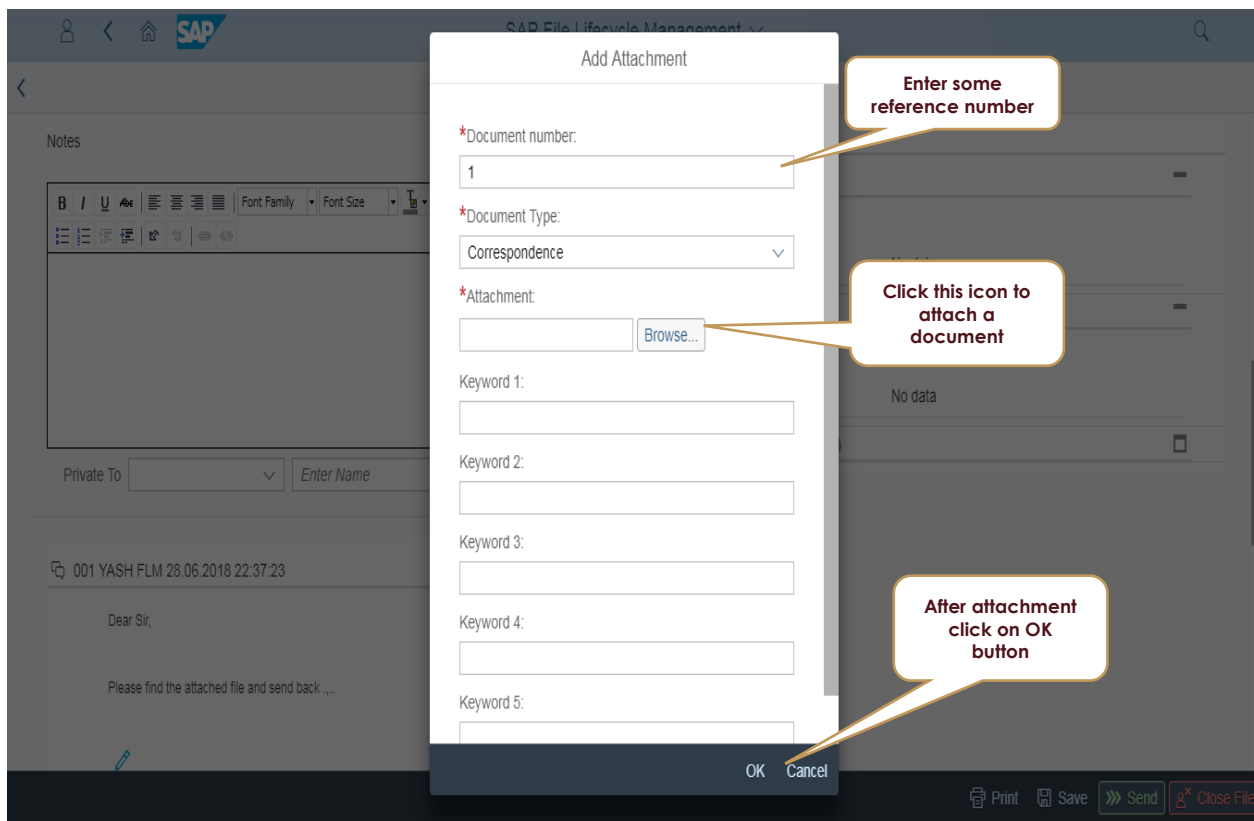 SAP
SAP File Lifecycle Management
Add Attachment
Enter some
reference number
Notes
*Document number:
1
B I U Abc Font Family Font Size
*Document Type:
Correspondence
No data
*Attachment:
Browse...
Click this icon to
attach a
document
Keyword 1:
No data
Keyword 2:
Private To Enter Name
Keyword 3:
001 YASH FLM 28.06.2018 22:37:23
Dear Sir,
Keyword 4:
After attachment
click on OK
button
Please find the attached file and send back .,..
Keyword 5:
OK Cancel
Print Save Send Close File